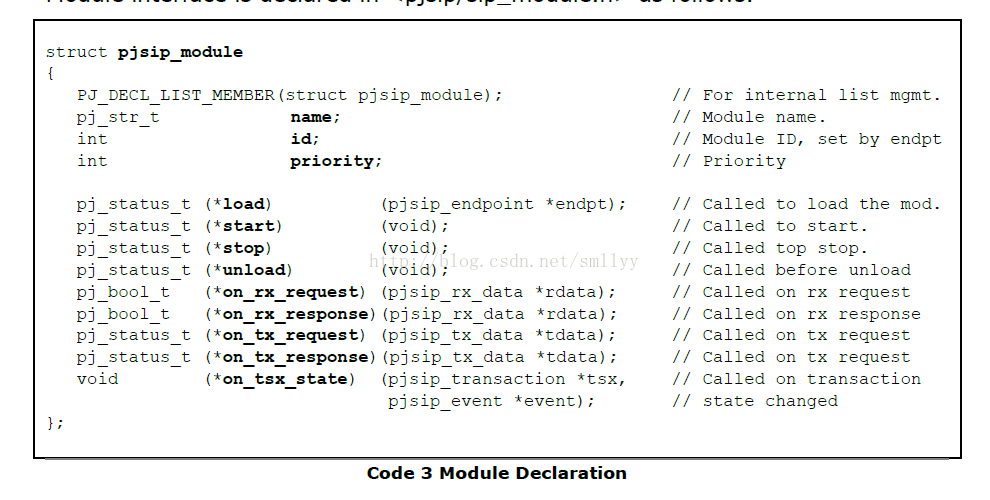 Module interface is declared in <pjsip/sip_module.h> as follows:
struct pjsip_module
{
PJ_DECL_LIST_MEMBER(struct pjsip_module); // For internal list mgmt.
pj_str_t name; // Module name.
int id; // Module ID, set by endpt
int priority; // Priority
pj_status_t (*load) (pjsip_endpoint *endpt); // Called to load the mod.
pj_status_t (*start) (void); // Called to start.
pj_status_t (*stop) (void); // Called top stop.
http://blog.csdn.net/smllyy
pj_status_t (*unload) (void); // Called before unload
pj_bool_t (*on_rx_request) (pjsip_rx_data *rdata); // Called on rx request
pj_bool_t (*on_rx_response)(pjsip_rx_data *rdata); // Called on rx response
pj_status_t (*on_tx_request) (pjsip_tx_data *tdata); // Called on tx request
pj_status_t (*on_tx_response)(pjsip_tx_data *tdata); // Called on tx request
void (*on_tsx_state) (pjsip_transaction *tsx, // Called on transaction
pjsip_event *event); // state changed
};
Code 3 Module Declaration